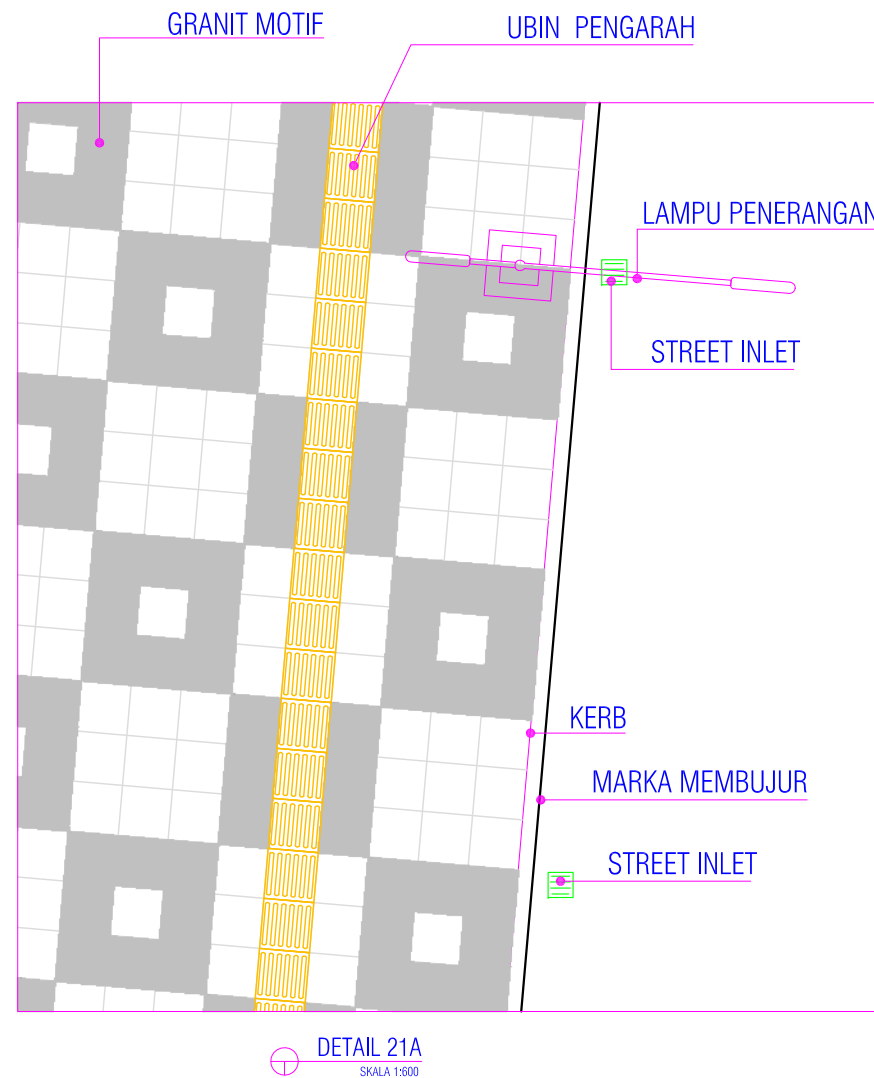 GRANIT MOTIF
UBIN PENGARAH
LAMPU PENERANGAN
STREET INLET
KERB
MARKA MEMBUJUR
STREET INLET
DETAIL 21A
SKALA 1:600